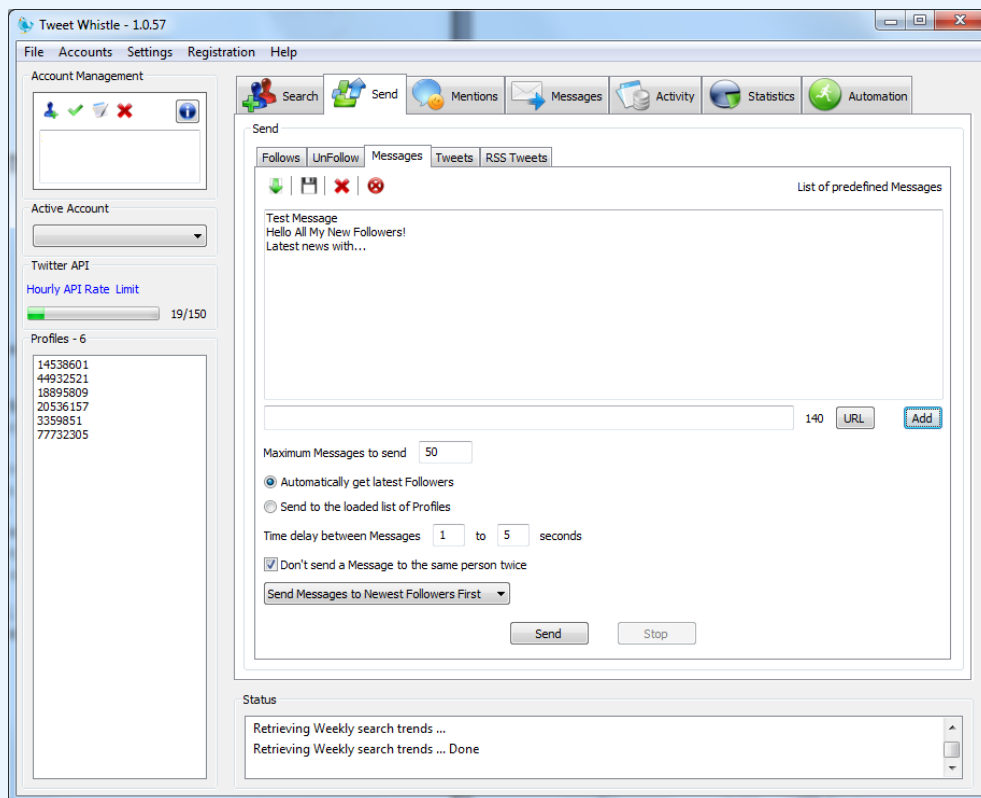 Tweet Whistle - 1.0.57
File Accounts Settings Registration Help
Account Management
Active Account
Twitter API
Hourly API Rate Limit
19/150
Profiles - 6
14538601
44932521
18895809
20536157
3359851
77732305
Search Send Mentions Messages Activity Statistics Automation
Send
Follows UnFollow Messages Tweets RSS Tweets
List of predefined Messages
Test Message
Hello All My New Followers!
Latest news with...
140 URL Add
Maximum Messages to send 50
Automatically get latest Followers
Send to the loaded list of Profiles
Time delay between Messages 1 to 5 seconds
Don't send a Message to the same person twice
Send Messages to Newest Followers First
Send Stop
Status
Retrieving Weekly search trends ...
Retrieving Weekly search trends ... Done